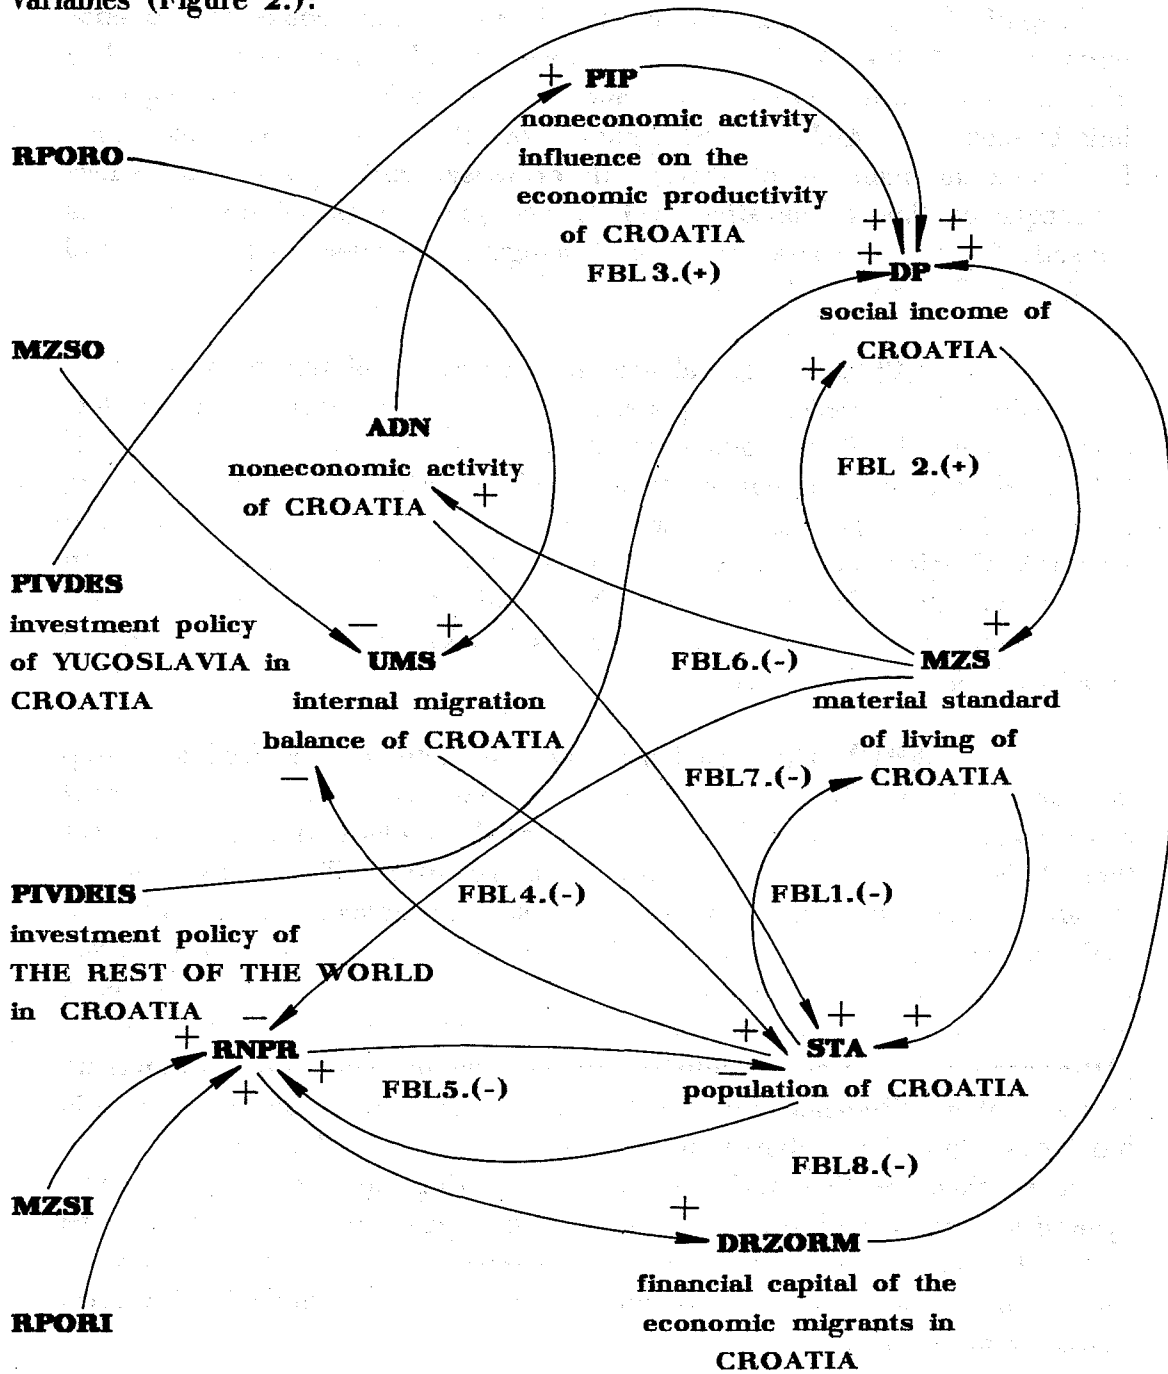 variables (Figure 2.).
+ PIP
noneconomic activity
influence on the
economic productivity
of CROATIA
FBL 3.(+)
RPORO
+ +
+ +
DP
social income of
CROATIA
+
MZSO
ADN
noneconomic activity
of CROATIA
+
FBL 2.(+)
PIVDES
investment policy
of YUGOSLAVIA in
CROATIA
− +
UMS
internal migration
balance of CROATIA
−
FBL6.(-)
+
MZS
material standard
of living of
CROATIA
FBL7.(-)
PIVDEIS
investment policy of
THE REST OF THE WORLD
in CROATIA
FBL4.(-)
FBL1.(-)
−
+ RNPR +
+
FBL5.(-)
+ + +
STA
−
population of CROATIA
FBL8.(-)
MZSI
RPORI
+
DRZORM
financial capital of the
economic migrants in
CROATIA